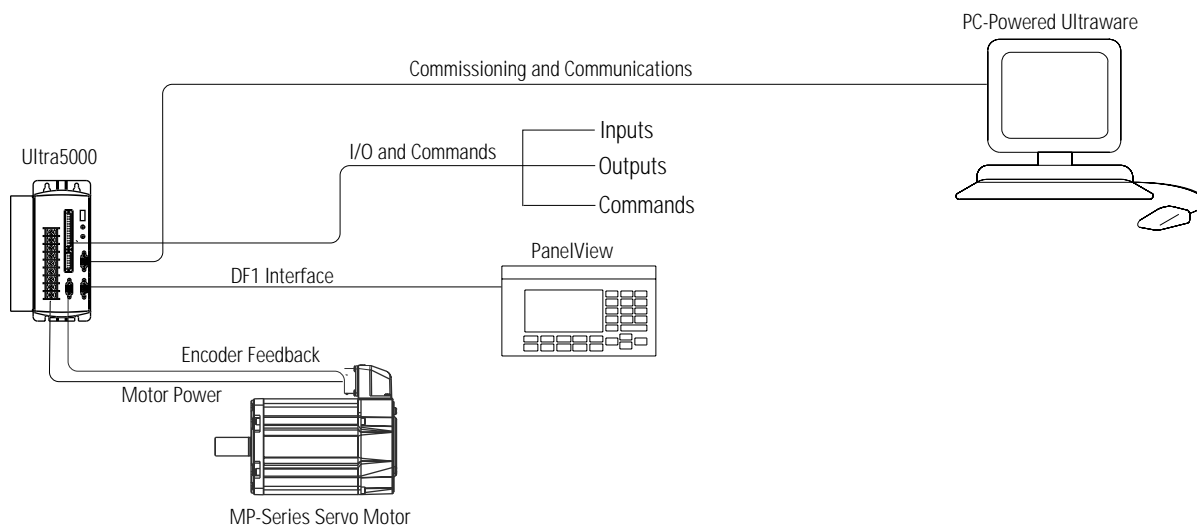 PC-Powered Ultraware
Commissioning and Communications
Inputs
Ultra5000
I/O and Commands
Outputs
Commands
PanelView
DF1 Interface
Encoder Feedback
Motor Power
MP-Series Servo Motor